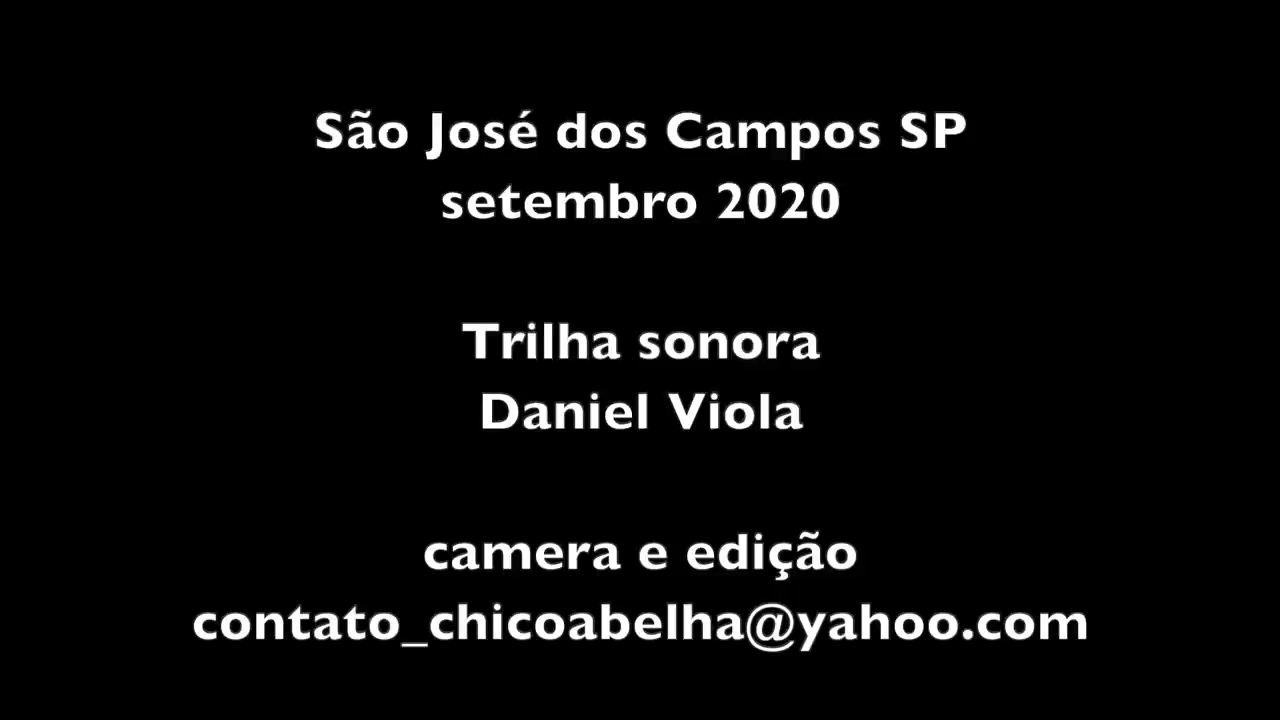 São José dos Campos SP
setembro 2020
Trilha sonora
Daniel Viola
camera e edição
contato_chicoabelha@yahoo.com